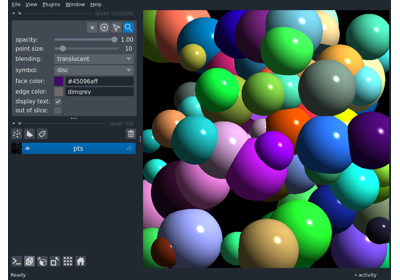 File View Plugins Window Help
layer controls
opacity: 1.00
point size: 10
blending: translucent
symbol: disc
face color: #45096aff
edge color: dimgrey
display text:
out of slice:
layer list
pts
Ready
activity